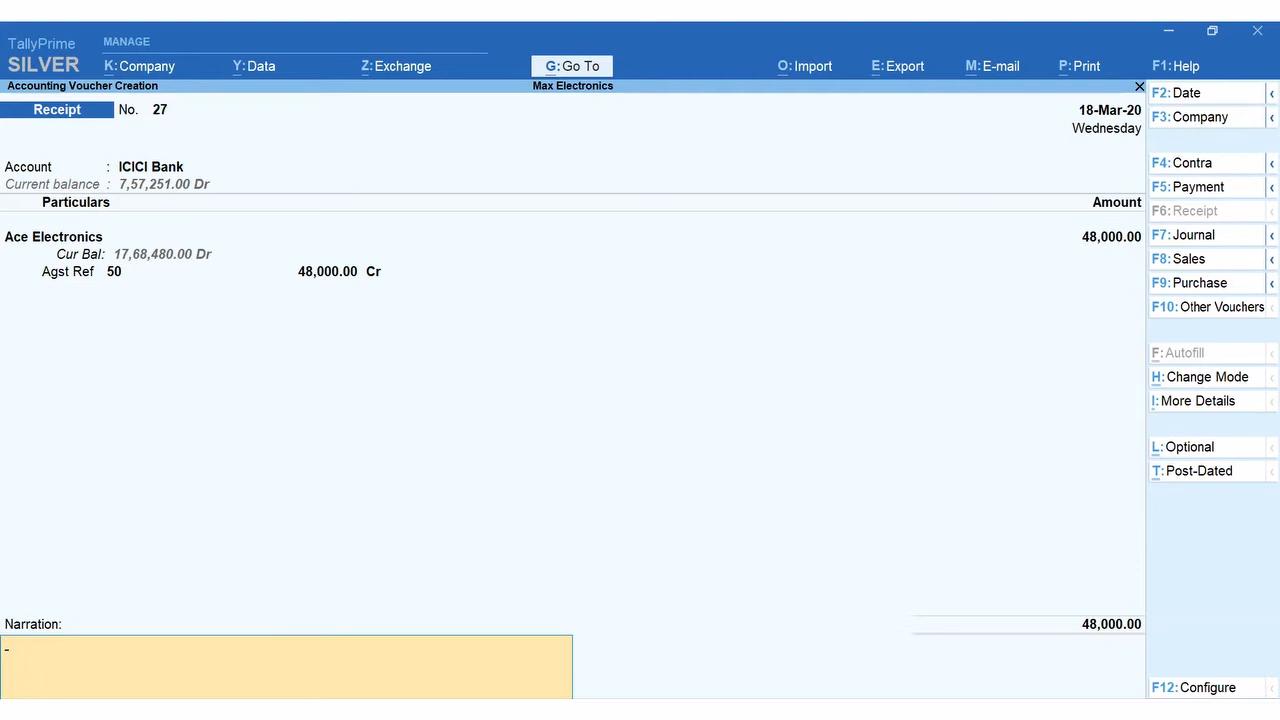 TallyPrime
SILVER
MANAGE
K:Company Y:Data Z:Exchange G:Go To O:Import E:Export M:E-mail P:Print F1:Help
Accounting Voucher Creation Max Electronics
Receipt No. 27 18-Mar-20
Wednesday
Account : ICICI Bank
Current balance : 7,57,251.00 Dr
Particulars Amount
Ace Electronics 48,000.00
Cur Bal: 17,68,480.00 Dr
Agst Ref 50 48,000.00 Cr
Narration: 48,000.00
F2:Date
F3:Company
F4:Contra
F5:Payment
F6:Receipt
F7:Journal
F8:Sales
F9:Purchase
F10:Other Vouchers
F:Autofill
H:Change Mode
I:More Details
L:Optional
T:Post-Dated
F12:Configure